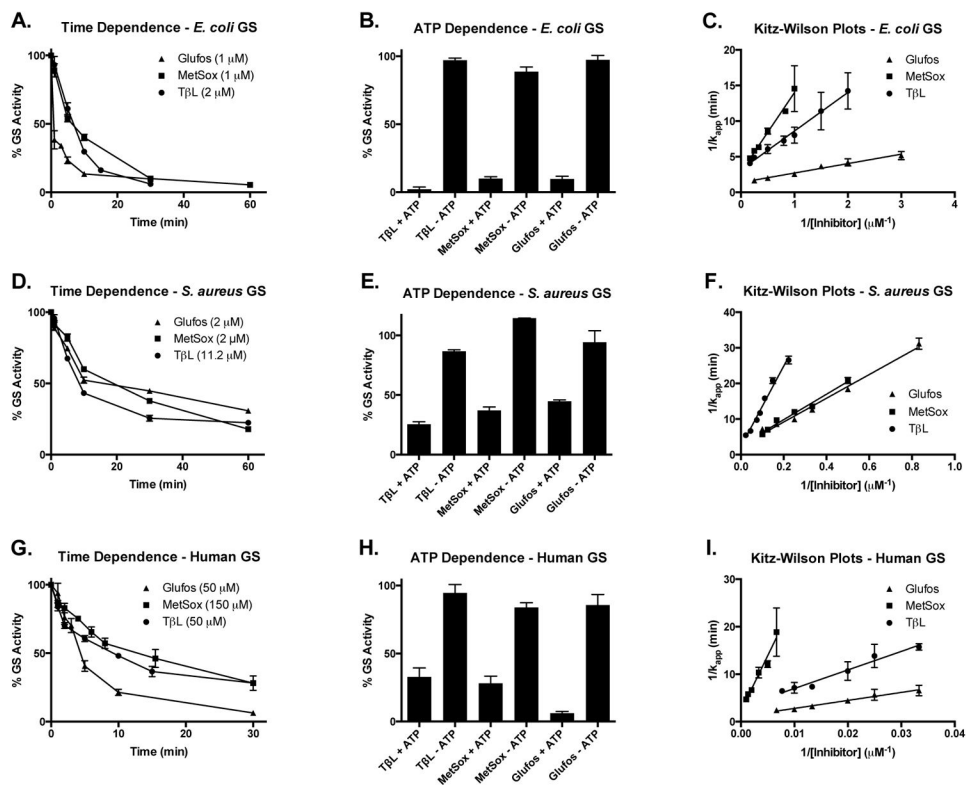 A.
Time Dependence - E. coli GS
Glufos (1 μM)
MetSox (1 μM)
TβL (2 μM)
% GS Activity
100
50
0
0 20 40 60
Time (min)
B.
ATP Dependence - E. coli GS
% GS Activity
100
50
0
TβL + ATP
TβL - ATP
MetSox + ATP
MetSox - ATP
Glufos + ATP
Glufos - ATP
C.
Kitz-Wilson Plots - E. coli GS
Glufos
MetSox
TβL
1/kapp (min)
20
15
10
5
0
0 1 2 3 4
1/[Inhibitor] (μM-1)
D.
Time Dependence - S. aureus GS
Glufos (2 μM)
MetSox (2 μM)
TβL (11.2 μM)
% GS Activity
100
50
0
0 20 40 60
Time (min)
E.
ATP Dependence - S. aureus GS
% GS Activity
100
50
0
TβL + ATP
TβL - ATP
MetSox + ATP
MetSox - ATP
Glufos + ATP
Glufos - ATP
F.
Kitz-Wilson Plots - S. aureus GS
Glufos
MetSox
TβL
1/kapp (min)
40
30
20
10
0
0.0 0.2 0.4 0.6 0.8 1.0
1/[Inhibitor] (μM-1)
G.
Time Dependence - Human GS
Glufos (50 μM)
MetSox (150 μM)
TβL (50 μM)
% GS Activity
100
50
0
0 10 20 30
Time (min)
H.
ATP Dependence - Human GS
% GS Activity
100
50
0
TβL + ATP
TβL - ATP
MetSox + ATP
MetSox - ATP
Glufos + ATP
Glufos - ATP
I.
Kitz-Wilson Plots - Human GS
Glufos
MetSox
TβL
1/kapp (min)
30
20
10
0
0.00 0.01 0.02 0.03 0.04
1/[Inhibitor] (μM-1)